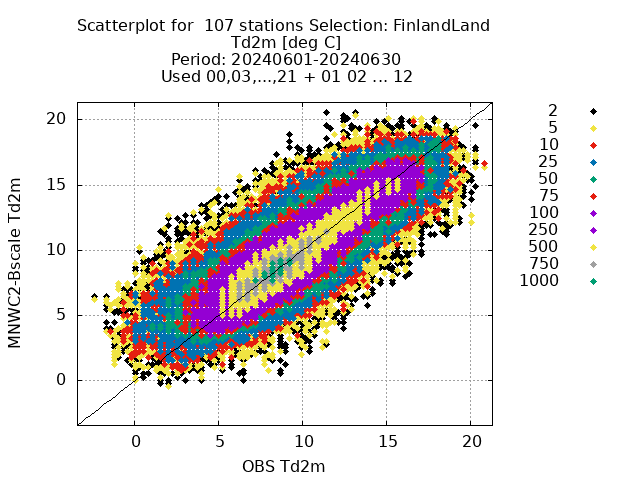 Scatterplot for  107 stations Selection: FinlandLand
Td2m [deg C]
Period: 20240601-20240630
Used 00,03,...,21 + 01 02 ... 12
MNWC2-Bscale Td2m
20
15
10
5
0
0 5 10 15 20
OBS Td2m
2
5
10
25
50
75
100
250
500
750
1000